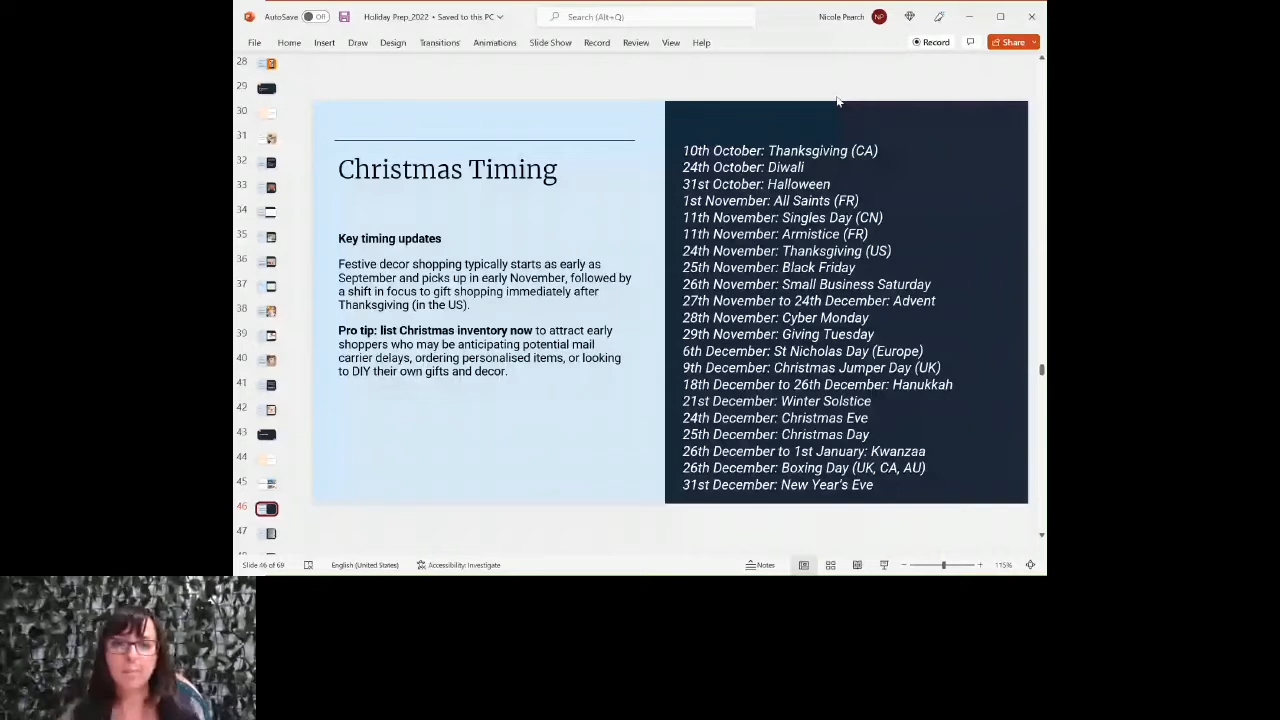 AutoSave Off Holiday Prep_2022 • Saved to this PC Search (Alt+Q) Nicole Pearch NP
File Home Insert Draw Design Transitions Animations Slide Show Record Review View Help Record Share
28
29
30
31
32
33
34
35
36
37
38
39
40
41
42
43
44
45
46
47
Christmas Timing
Key timing updates
Festive decor shopping typically starts as early as
September and picks up in early November, followed by
a shift in focus to gift shopping immediately after
Thanksgiving (in the US).
Pro tip: list Christmas inventory now to attract early
shoppers who may be anticipating potential mail
carrier delays, ordering personalised items, or looking
to DIY their own gifts and decor.
10th October: Thanksgiving (CA)
24th October: Diwali
31st October: Halloween
1st November: All Saints (FR)
11th November: Singles Day (CN)
11th November: Armistice (FR)
24th November: Thanksgiving (US)
25th November: Black Friday
26th November: Small Business Saturday
27th November to 24th December: Advent
28th November: Cyber Monday
29th November: Giving Tuesday
6th December: St Nicholas Day (Europe)
9th December: Christmas Jumper Day (UK)
18th December to 26th December: Hanukkah
21st December: Winter Solstice
24th December: Christmas Eve
25th December: Christmas Day
26th December to 1st January: Kwanzaa
26th December: Boxing Day (UK, CA, AU)
31st December: New Year's Eve
Slide 46 of 69 English (United States) Accessibility: Investigate Notes 115%